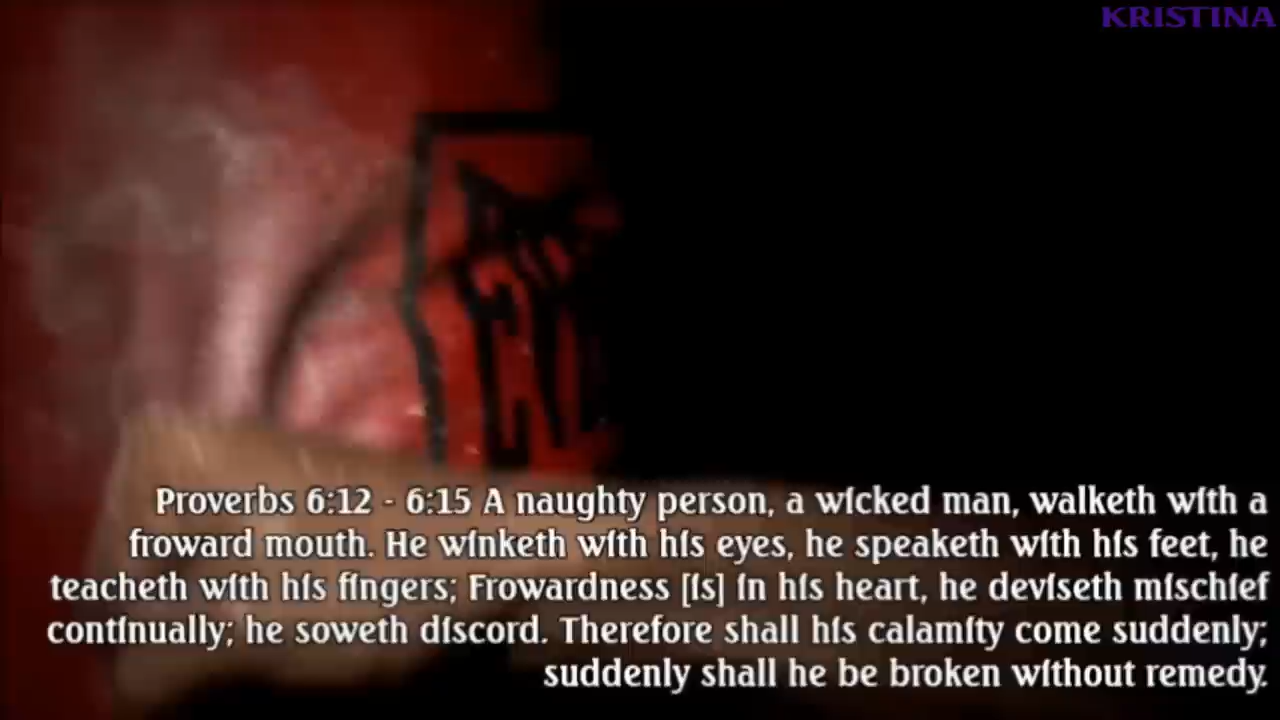 KRISTINA
Proverbs 6:12 - 6:15 A naughty person, a wicked man, walketh with a
froward mouth. He winketh with his eyes, he speaketh with his feet, he
teacheth with his fingers; Frowardness [is] in his heart, he deviseth mischief
continually; he soweth discord. Therefore shall his calamity come suddenly;
suddenly shall he be broken without remedy.